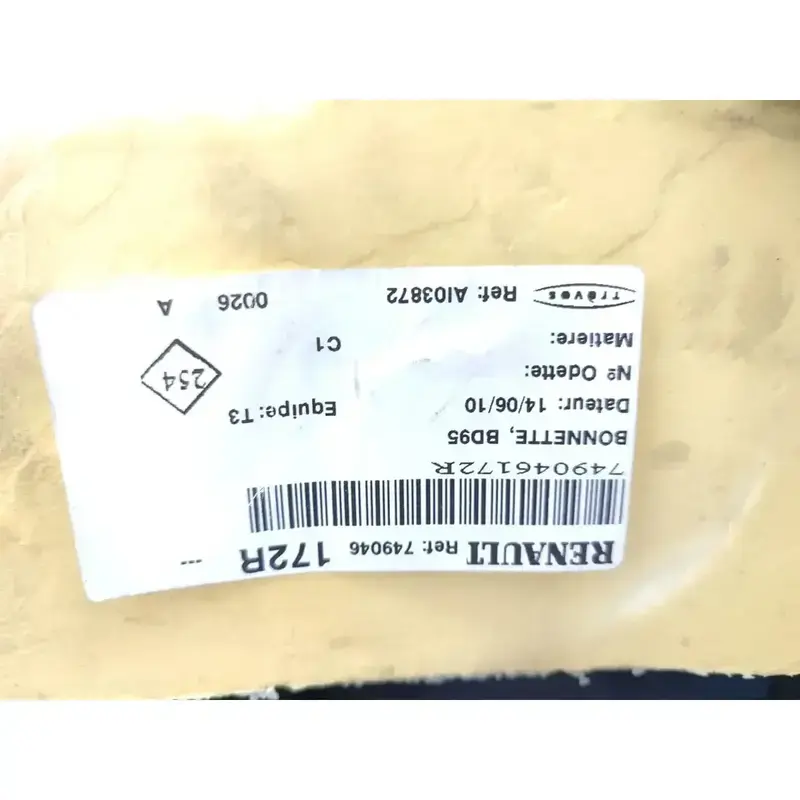 RENAULT Ref: 749046 172R ---
749046172R
BONNETTE, BD95
Dateur: 14/06/10 Equipe: T3
Nº Odette: 254
Matiere: C1
trèves Ref: AI03872 0026 A